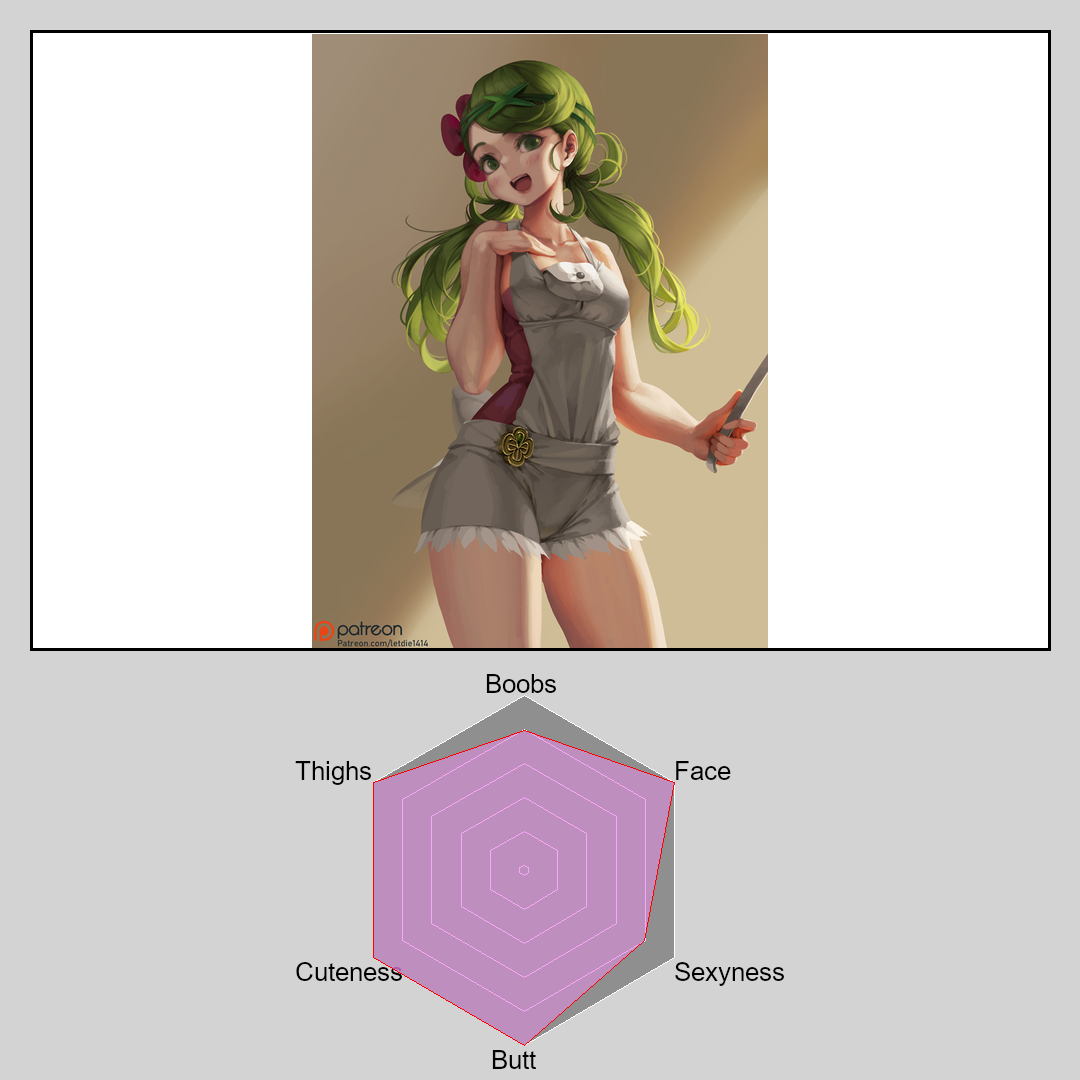 patreon
Patreon.com/letdie1414
Boobs
Thighs
Face
Cuteness
Sexyness
Butt